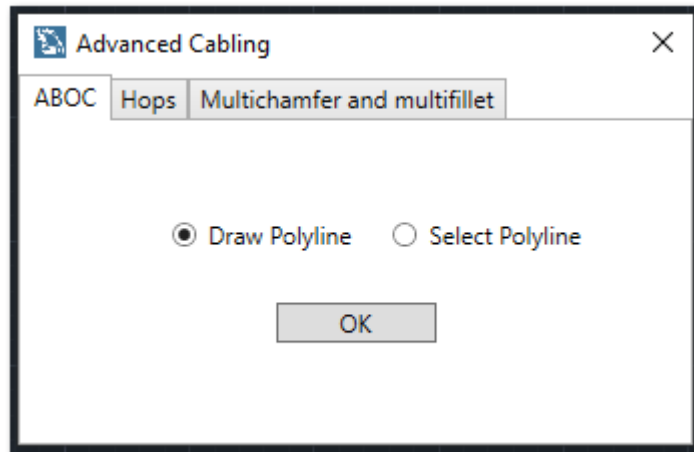 Advanced Cabling
ABOC Hops Multichamfer and multifillet
Draw Polyline Select Polyline
OK